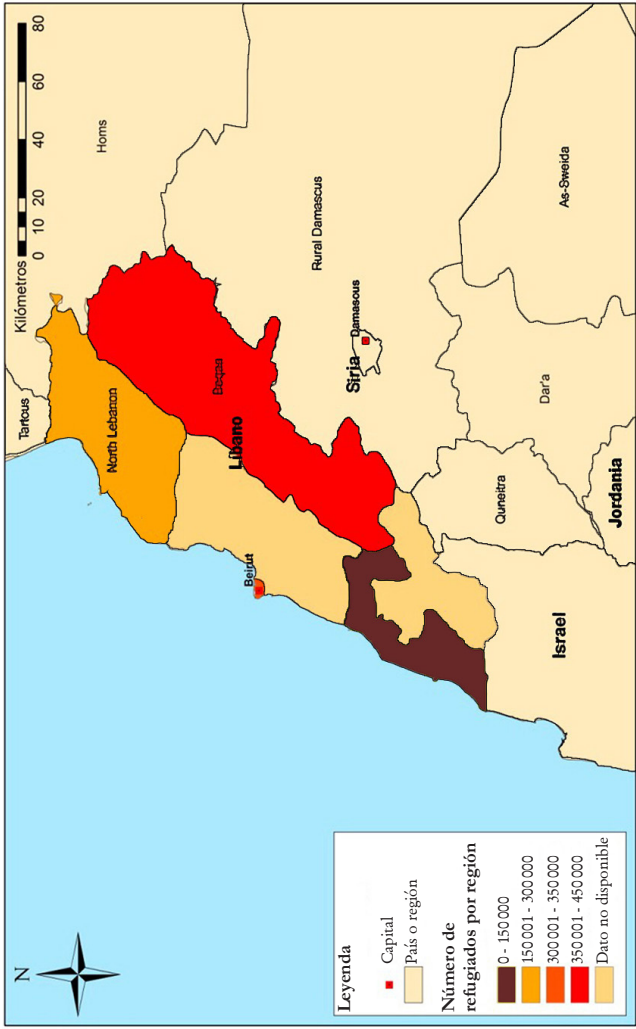 N
Kilómetros
0 10 20 40 60 80
Tartous
Homs
North Lebanon
Beqaa
Líbano
Beirut
Rural Damascus
Damascous
Siria
As-Sweida
Dar'a
Quneitra
Jordania
Israel
Leyenda
Capital
País o región
Número de
refugiados por región
0 - 150 000
150 001 - 300 000
300 001 - 350 000
350 001 - 450 000
Dato no disponible